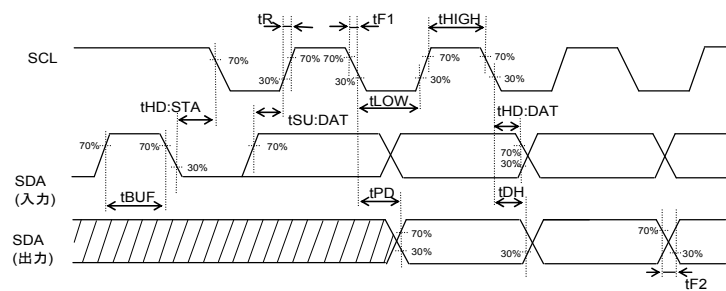 tR
tF1
tHIGH
SCL
70%
30%
70%
70%
30%
70%
30%
70%
30%
tHD:STA
tSU:DAT
tLOW
tHD:DAT
70%
70%
30%
70%
70%
30%
SDA
(入力)
tBUF
tPD
tDH
SDA
(出力)
70%
30%
30%
70%
30%
tF2